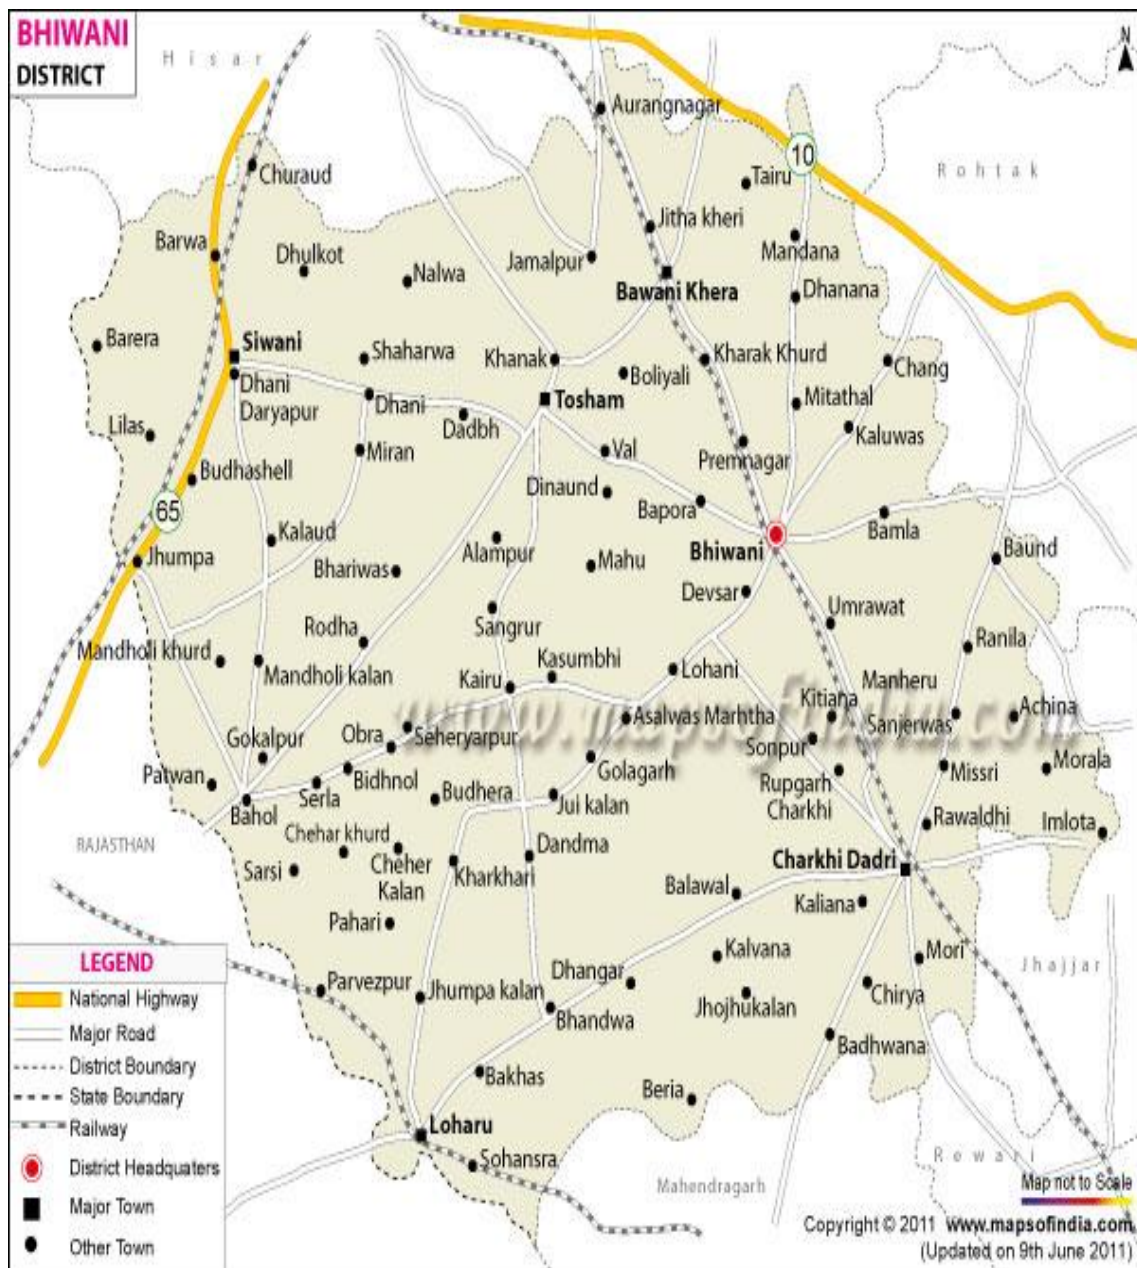 BHIWANI
DISTRICT
Hisar
N
Aurangnagar
10
Rohtak
Churaud
Tairu
Jitha kheri
Barwa
Dhulkot
Nalwa
Jamalpur
Mandana
Bawani Khera
Dhanana
Barera
Siwani
Shaharwa
Khanak
Kharak Khurd
Chang
Dhani
Daryapur
Dhani
Boliyali
Tosham
Mitathal
Lilas
Dadbh
Kaluwas
Miran
Val
Premnagar
Budhashell
Dinaund
65
Bapora
Bamla
Kalaud
Alampur
Bhiwani
Jhumpa
Bhariwas
Mahu
Baund
Devsar
Umrawat
Rodha
Sangrur
Ranila
Mandholi khurd
Mandholi kalan
Kasumbhi
Lohani
Kairu
Manheru
Kitiana
www.mapsofindia.com
Achina
Asalwas Marhtha
Sanjerwas
Obra
Seheryarpur
Gokalpur
Sonpur
Golagarh
Missri
Morala
Patwan
Bidhnol
Rupgarh
Charkhi
Serla
Budhera
Jui kalan
Bahol
Rawaldhi
Imlota
Chehar khurd
RAJASTHAN
Dandma
Cheher
Kalan
Charkhi Dadri
Sarsi
Kharkhari
Balawal
Kaliana
Pahari
Kalvana
Mori
Jhajjar
Dhangar
Parvezpur
Jhumpa kalan
Chirya
Jhojhukalan
Bhandwa
Badhwana
Bakhas
Beria
Loharu
Sohansra
Rewari
Mahendragarh
LEGEND
National Highway
Major Road
District Boundary
State Boundary
Railway
District Headquaters
Major Town
Other Town
Map not to Scale
Copyright © 2011 www.mapsofindia.com
(Updated on 9th June 2011)